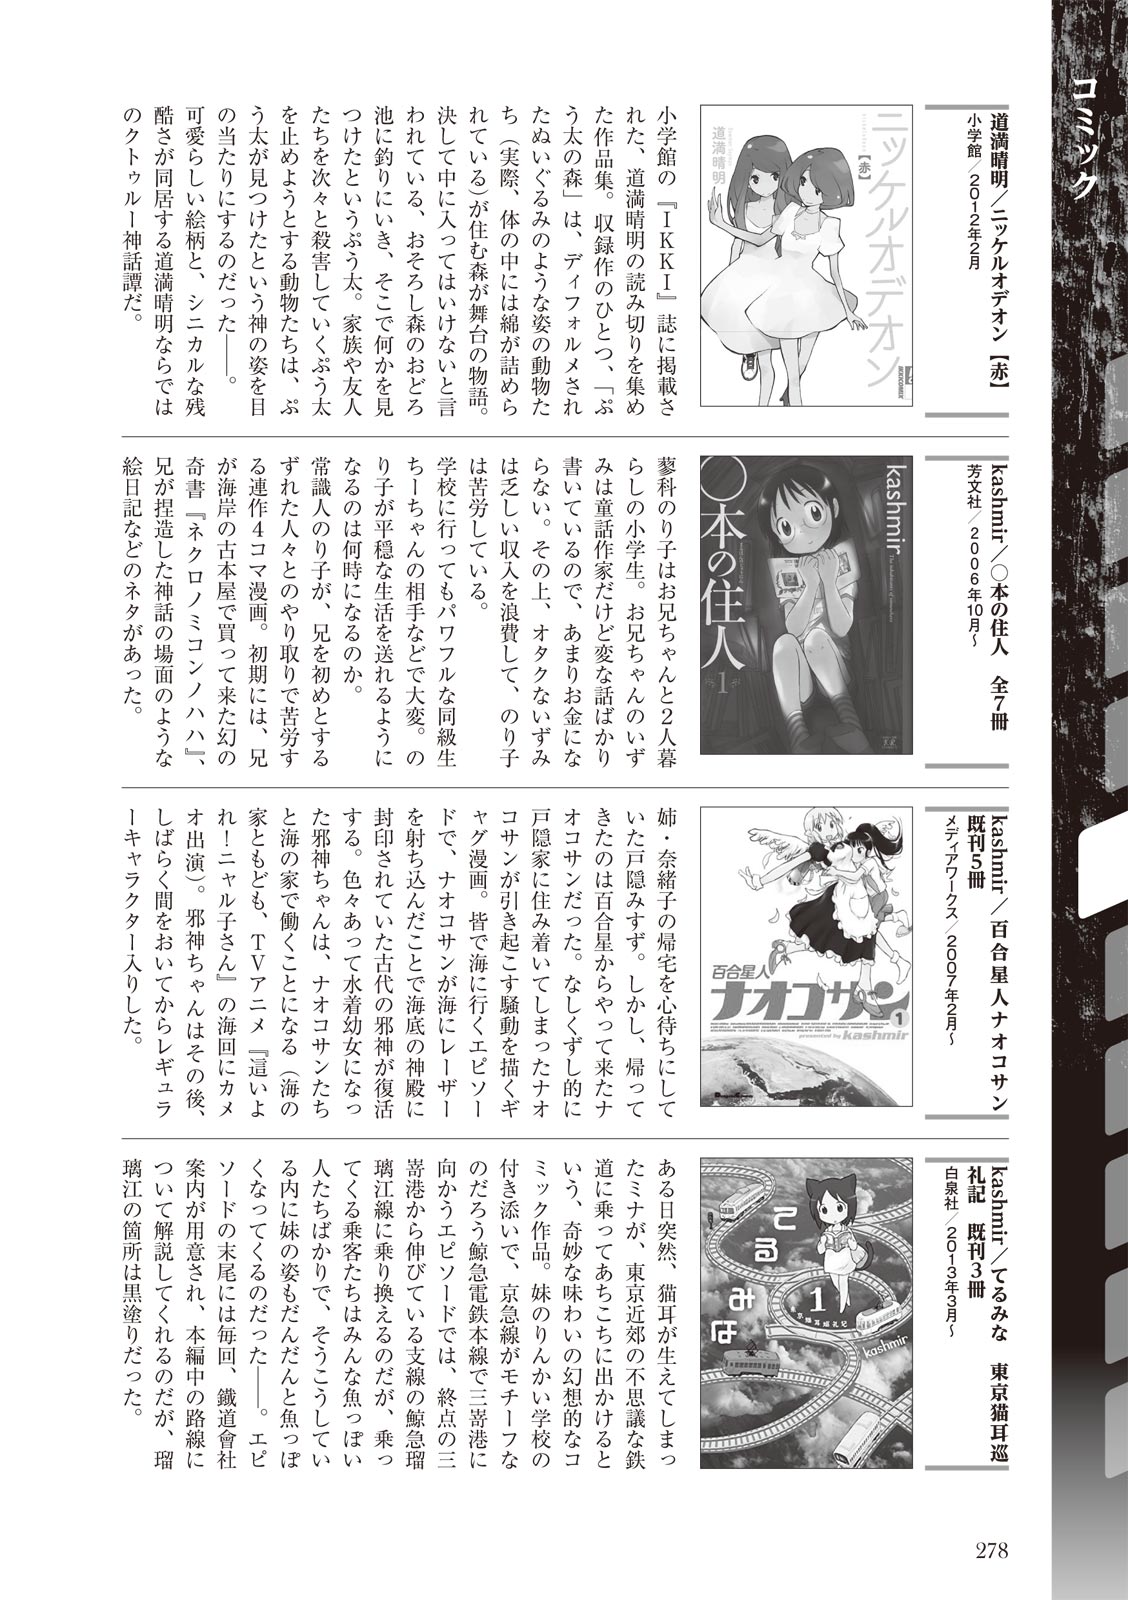 コミック
道満晴明／ニッケルオデオン【赤】
小学館／2012年2月
ニッケルオデオン
【赤】
道満晴明
小学館の『ＩＫＫＩ』誌に掲載さ
れた、道満晴明の読み切りを集め
た作品集。収録作のひとつ、「ぷ
う太の森」は、ディフォルメされ
たぬいぐるみのような姿の動物た
ち（実際、体の中には綿が詰めら
れている）が住む森が舞台の物語。
決して中に入ってはいけないと言
われている、おそろし森のおどろ
池に釣りにいき、そこで何かを見
つけたというぷう太。家族や友人
たちを次々と殺害していくぷう太
を止めようとする動物たちは、ぷ
う太が見つけたという神の姿を目
の当たりにするのだった――。
可愛らしい絵柄と、シニカルな残
酷さが同居する道満晴明ならでは
のクトゥルー神話譚だ。
kashmir／○本の住人　全7冊
芳文社／2006年10月～
kashmir
○本の住人
1
蓼科のり子はお兄ちゃんと２人暮
らしの小学生。お兄ちゃんのいず
みは童話作家だけど変な話ばかり
書いているので、あまりお金にな
らない。その上、オタクないずみ
は乏しい収入を浪費して、のり子
は苦労している。
学校に行ってもパワフルな同級生
ちーちゃんの相手などで大変。の
り子が平穏な生活を送れるように
なるのは何時になるのか。
常識人のり子が、兄を初めとする
ずれた人々とのやり取りで苦労す
る連作４コマ漫画。初期には、兄
が海岸の古本屋で買って来た幻の
奇書『ネクロノミコンノハハ』、
兄が捏造した神話の場面のような
絵日記などのネタがあった。
kashmir／百合星人ナオコサン
既刊5冊
メディアワークス／2007年2月～
百合星人
ナオコサン
1
presented by kashmir
姉・奈緒子の帰宅を心待ちにして
いた戸隠みすず。しかし、帰って
きたのは百合星からやって来たナ
オコサンだった。なしくずし的に
戸隠家に住み着いてしまったナオ
コサンが引き起こす騒動を描くギ
ャグ漫画。皆で海に行くエピソー
ドで、ナオコサンが海にレーザー
を射ち込んだことで海底の神殿に
封印されていた古代の邪神が復活
する。色々あって水着幼女になっ
た邪神ちゃんは、ナオコサンたち
と海の家で働くことになる（海の
家ともども、ＴＶアニメ『這いよ
れ！ニャル子さん』の海回にカメ
オ出演）。邪神ちゃんはその後、
しばらく間をおいてからレギュラ
ーキャラクター入りした。
kashmir／てるみな　東京猫耳巡
礼記　既刊3冊
白泉社／2013年3月～
てるみな
1
東京猫耳巡礼記
kashmir
ある日突然、猫耳が生えてしまっ
たミナが、東京近郊の不思議な鉄
道に乗ってあちこちに出かけると
いう、奇妙な味わいの幻想的なコ
ミック作品。妹のりんかい学校の
付き添いで、京急線がモチーフな
のだろう鯨急電鉄本線で三嵜港に
向かうエピソードでは、終点の三
嵜港から伸びている支線の鯨急瑠
璃江線に乗り換えるのだが、乗っ
てくる乗客たちはみんな魚っぽい
人たちばかりで、そうこうしてい
る内に妹の姿もだんだんと魚っぽ
くなってくるのだった――。エピ
ソードの末尾には毎回、鐵道會社
案内が用意され、本編中の路線に
ついて解説してくれるのだが、瑠
璃江の箇所は黒塗りだった。
278